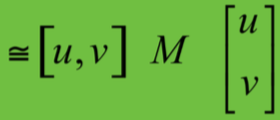 ≅ [u, v] M [u
v]